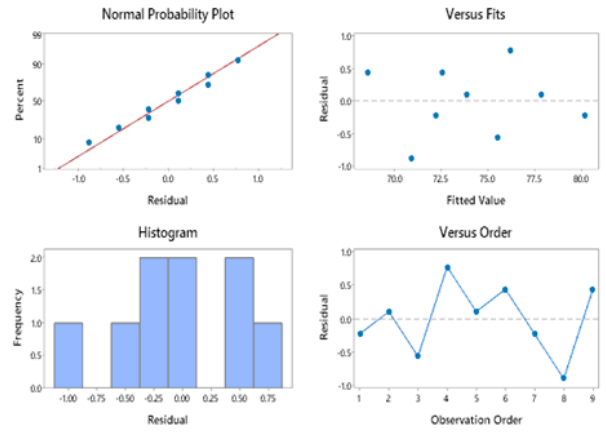 Normal Probability Plot
Percent
99
90
50
10
1
-1.0 -0.5 0.0 0.5 1.0
Residual
Versus Fits
Residual
1.0
0.5
0.0
-0.5
-1.0
70.0 72.5 75.0 77.5 80.0
Fitted Value
Histogram
Frequency
2.0
1.5
1.0
0.5
0.0
-1.00 -0.75 -0.50 -0.25 0.00 0.25 0.50 0.75
Residual
Versus Order
Residual
1.0
0.5
0.0
-0.5
-1.0
1 2 3 4 5 6 7 8 9
Observation Order